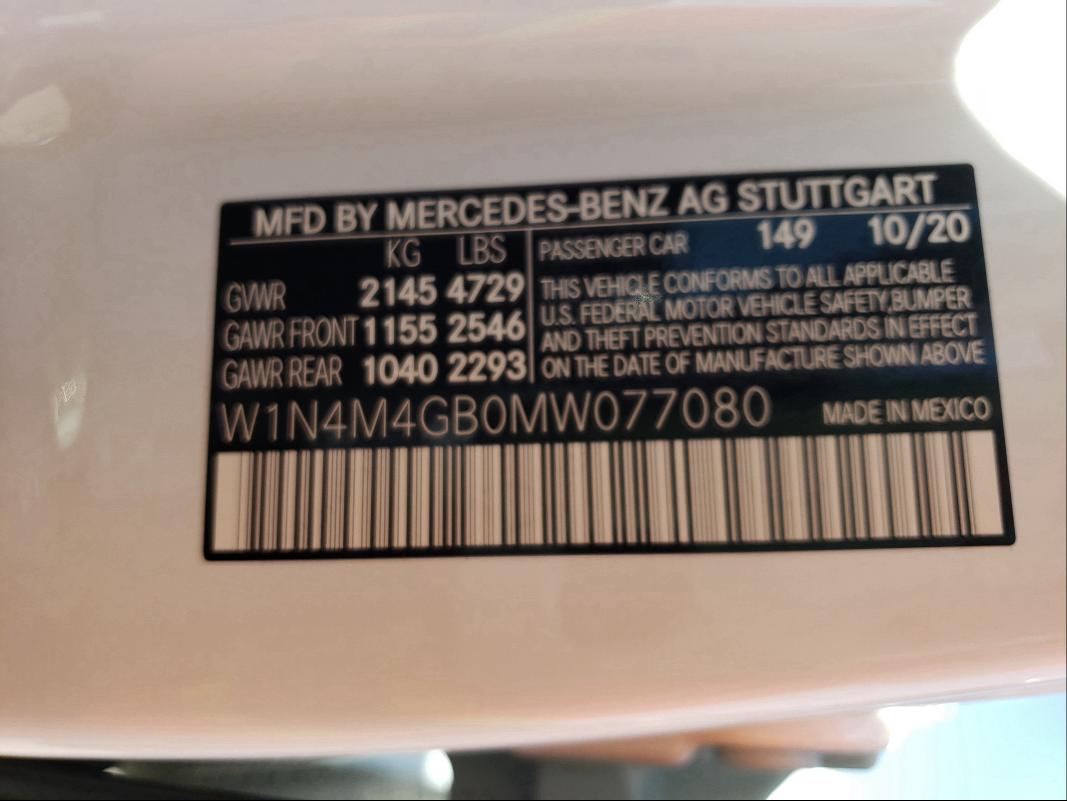 MFD BY MERCEDES-BENZ AG STUTTGART
KG LBS
GVWR 2145 4729
GAWR FRONT 1155 2546
GAWR REAR 1040 2293
PASSENGER CAR 149 10/20
THIS VEHICLE CONFORMS TO ALL APPLICABLE
U.S. FEDERAL MOTOR VEHICLE SAFETY,BUMPER
AND THEFT PREVENTION STANDARDS IN EFFECT
ON THE DATE OF MANUFACTURE SHOWN ABOVE
W1N4M4GB0MW077080 MADE IN MEXICO